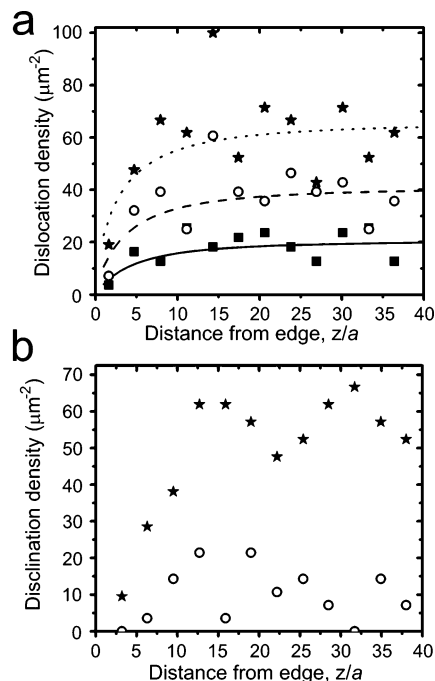 a
Dislocation density (μm⁻²)
100
80
60
40
20
0
0 5 10 15 20 25 30 35 40
Distance from edge, z/a
b
Disclination density (μm⁻²)
70
60
50
40
30
20
10
0
0 5 10 15 20 25 30 35 40
Distance from edge, z/a